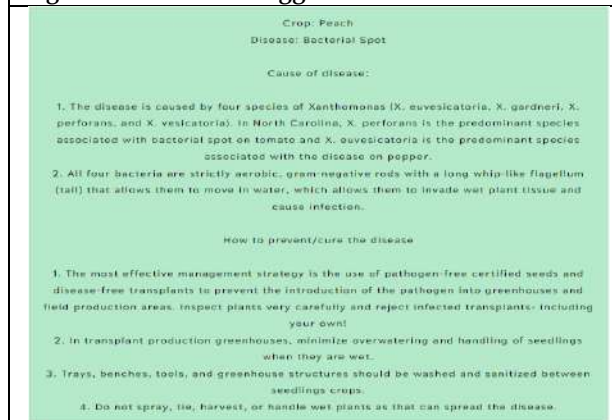 Crop: Peach
Disease: Bacterial Spot
Cause of disease:
1. The disease is caused by four species of Xanthomonas (X. euvesicatoria, X. gardneri, X.
perforans, and X. vesicatoria). In North Carolina, X. perforans is the predominant species
associated with bacterial spot on tomato and X. euvesicatoria is the predominant species
associated with the disease on pepper.
2. All four bacteria are strictly aerobic, gram-negative rods with a long whip-like flagellum
(tail) that allows them to move in water, which allows them to invade wet plant tissue and
cause infection.
How to prevent/cure the disease
1. The most effective management strategy is the use of pathogen-free certified seeds and
disease-free transplants to prevent the introduction of the pathogen into greenhouses and
field production areas. Inspect plants very carefully and reject infected transplants- including
your own!
2. In transplant production greenhouses, minimize overwatering and handling of seedlings
when they are wet.
3. Trays, benches, tools, and greenhouse structures should be washed and sanitized between
seedlings crops.
4. Do not spray, tie, harvest, or handle wet plants as that can spread the disease.